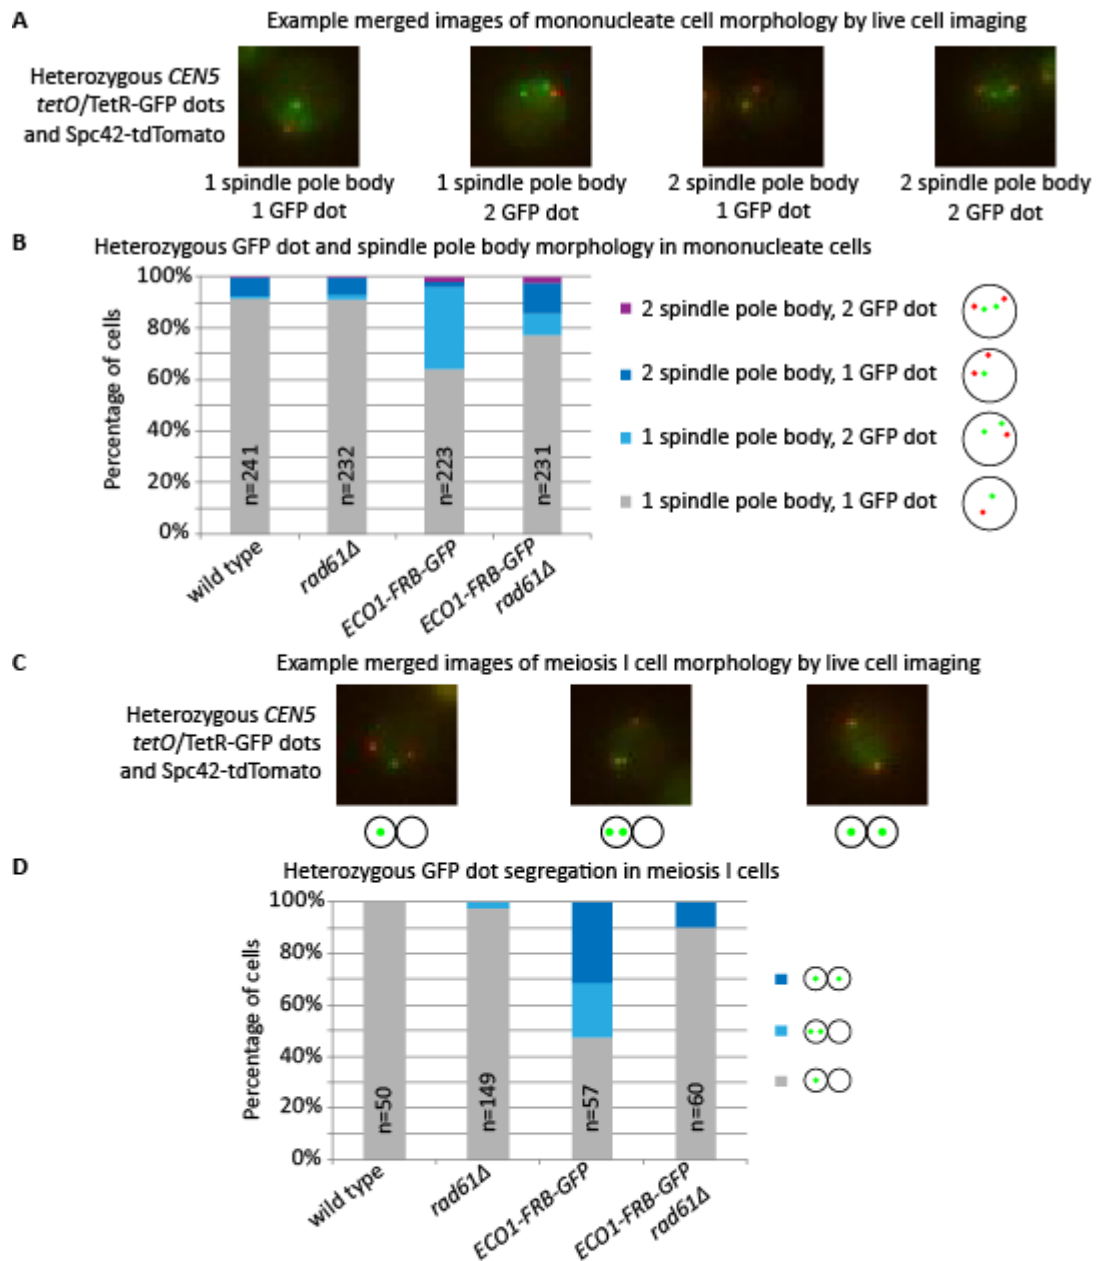 A
Example merged images of mononucleate cell morphology by live cell imaging
Heterozygous CEN5
tetO/TetR-GFP dots
and Spc42-tdTomato
1 spindle pole body
1 GFP dot
1 spindle pole body
2 GFP dot
2 spindle pole body
1 GFP dot
2 spindle pole body
2 GFP dot
B
Heterozygous GFP dot and spindle pole body morphology in mononucleate cells
Percentage of cells
100%
80%
60%
40%
20%
0%
n=241
n=232
n=223
n=231
wild type
rad61Δ
ECO1-FRB-GFP
ECO1-FRB-GFP
rad61Δ
2 spindle pole body, 2 GFP dot
2 spindle pole body, 1 GFP dot
1 spindle pole body, 2 GFP dot
1 spindle pole body, 1 GFP dot
C
Example merged images of meiosis I cell morphology by live cell imaging
Heterozygous CEN5
tetO/TetR-GFP dots
and Spc42-tdTomato
D
Heterozygous GFP dot segregation in meiosis I cells
Percentage of cells
100%
80%
60%
40%
20%
0%
n=50
n=149
n=57
n=60
wild type
rad61Δ
ECO1-FRB-GFP
ECO1-FRB-GFP
rad61Δ